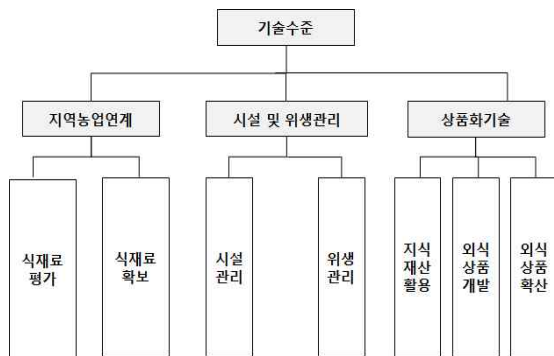 기술수준
지역농업연계
시설 및 위생관리
상품화기술
식재료
평가
식재료
확보
시설
관리
위생
관리
지식
재산
활용
외식
상품
개발
외식
상품
확산